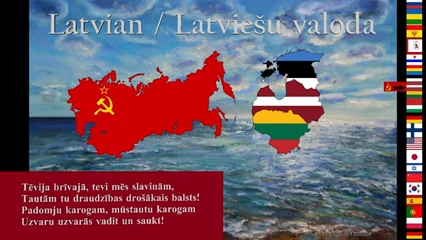 Latvian / Latviešu valoda
Tēvija brīvajā, tevi mēs slavinām,
Tautām tu draudzības drošākais balsts!
Padomju karogam, mūstautu karogam
Uzvaru uzvarās vadit un saukt!